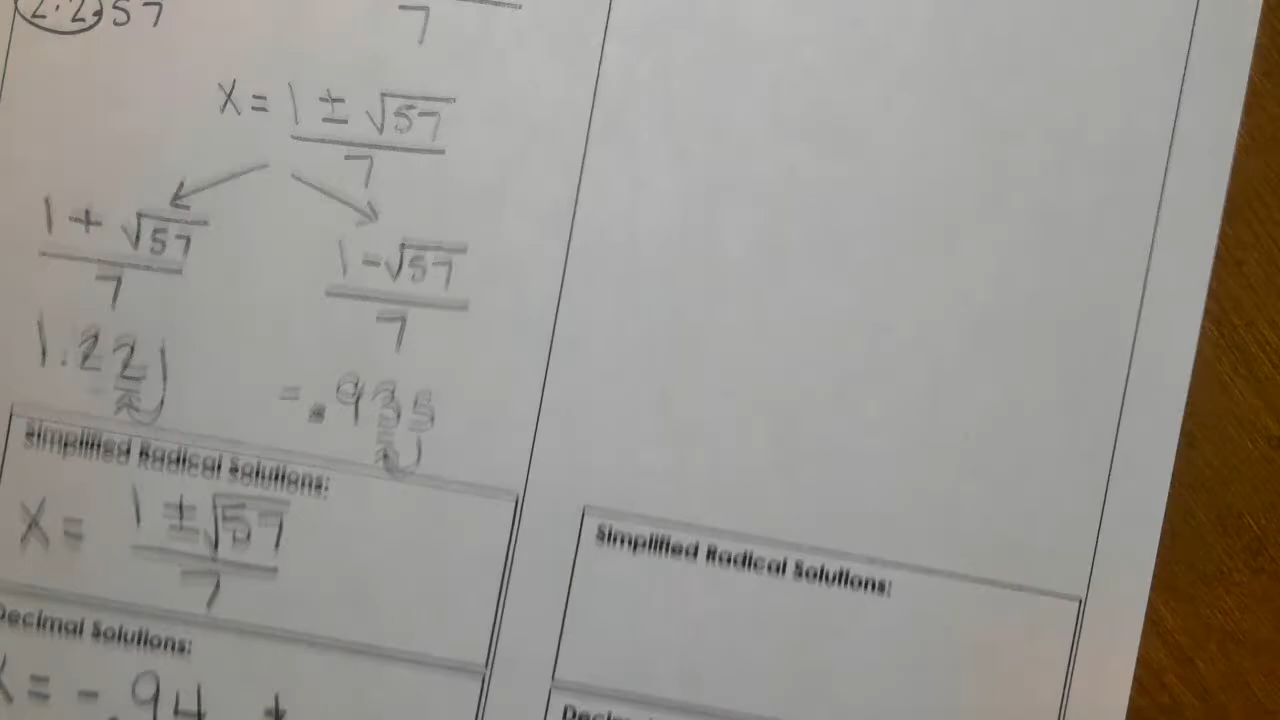 2·2·57
7
X = 1 ± √57
7
1 + √57
7
1 - √57
7
1.22
= -.935
Simplified Radical Solutions:
X = 1 ± √57
7
Decimal Solutions:
X = -.94 +
Simplified Radical Solutions: